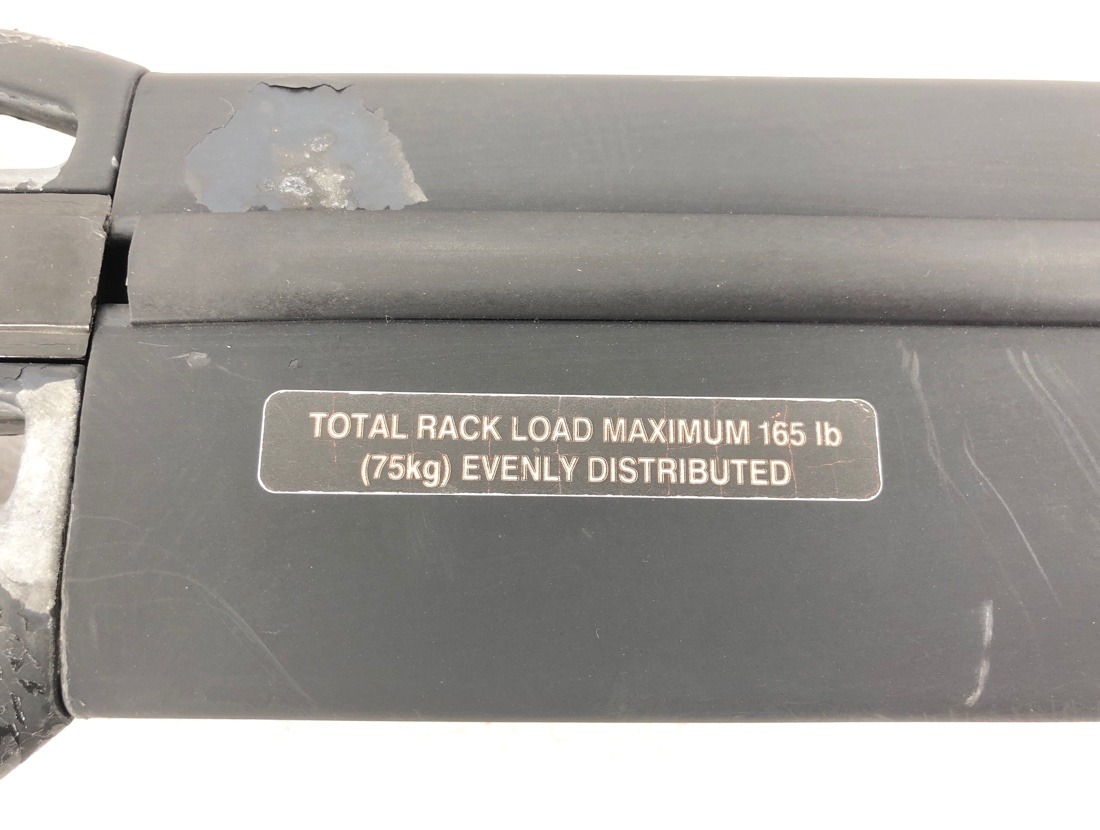 TOTAL RACK LOAD MAXIMUM 165 lb
(75kg) EVENLY DISTRIBUTED